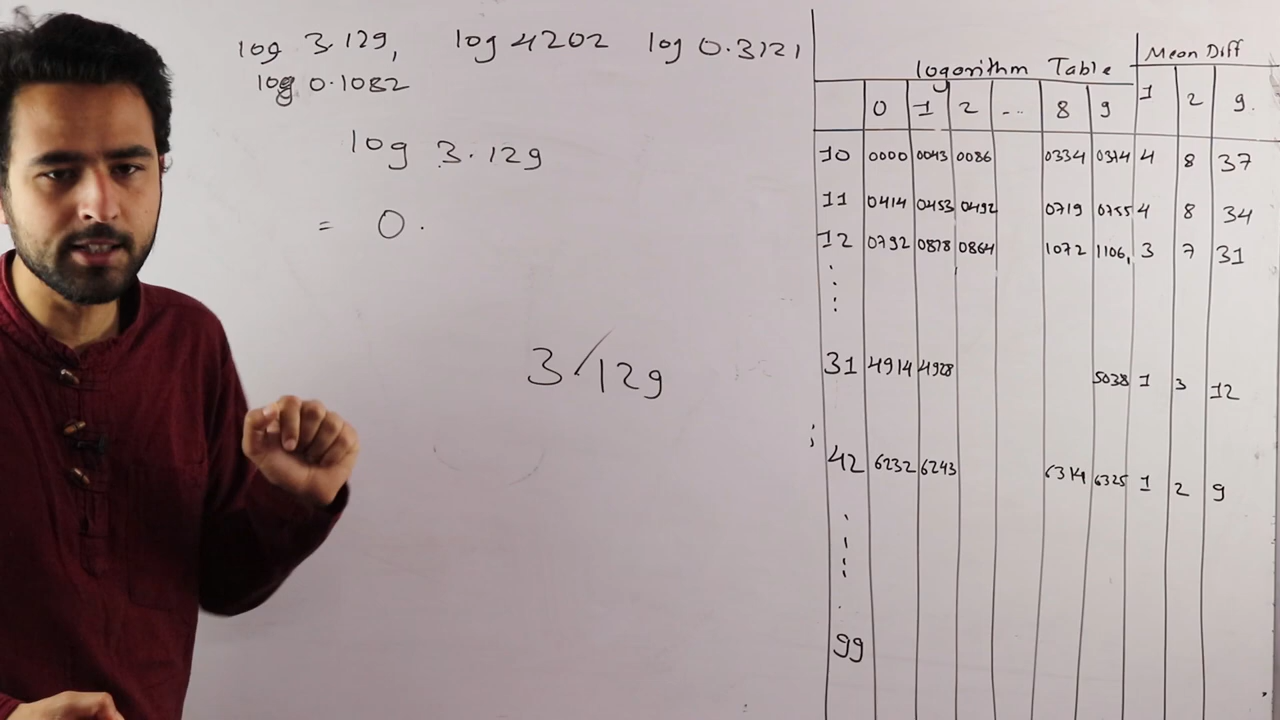 log 3.129, log 4202 log 0.3121
log 0.1082
log 3.129
= 0.
3/129
Mean Diff
logorithm Table
0 1 2 ... 8 9 1 2 9.
10 0000 0043 0086 0334 0374 4 8 37
11 0414 0453 0492 0719 0755 4 8 34
12 0792 0878 0864 1072 1106, 3 7 31
31 4914 4928 5038 1 3 12
42 6232 6243 6314 6325 1 2 9
99